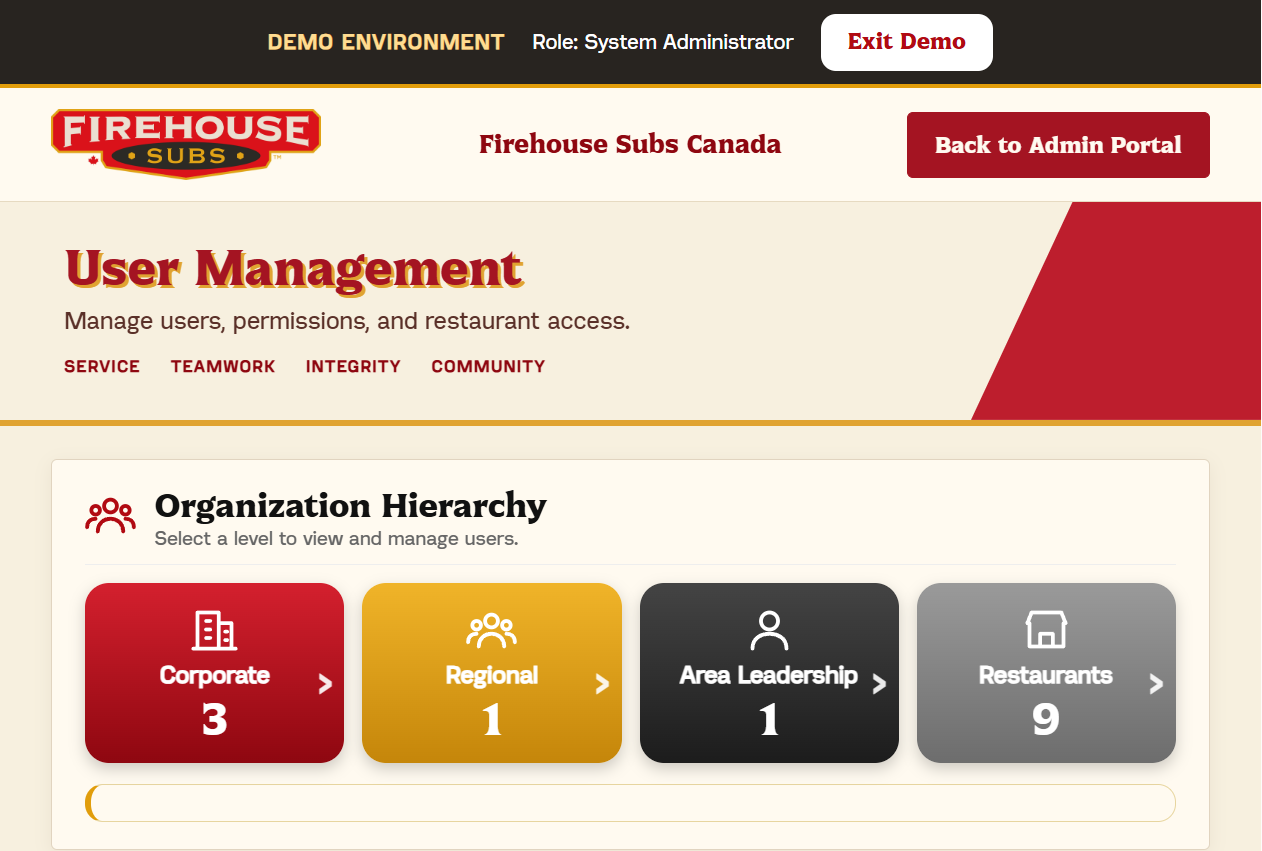 DEMO ENVIRONMENT Role: System Administrator Exit Demo
FIREHOUSE
SUBS
™
Firehouse Subs Canada
Back to Admin Portal
User Management
Manage users, permissions, and restaurant access.
SERVICE TEAMWORK INTEGRITY COMMUNITY
Organization Hierarchy
Select a level to view and manage users.
Corporate
3
Regional
1
Area Leadership
1
Restaurants
9